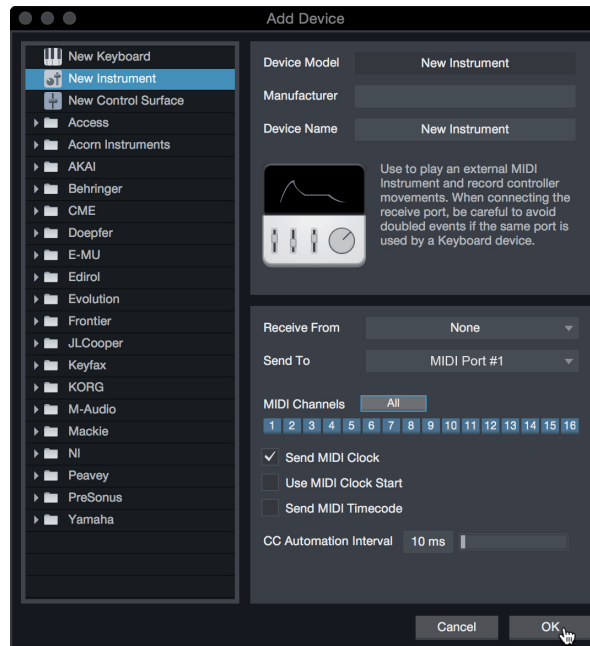 Add Device
New Keyboard
New Instrument
New Control Surface
Access
Acorn Instruments
AKAI
Behringer
CME
Doepfer
E-MU
Edirol
Evolution
Frontier
JLCooper
Keyfax
KORG
M-Audio
Mackie
NI
Peavey
PreSonus
Yamaha
Device Model New Instrument
Manufacturer
Device Name New Instrument
Use to play an external MIDI
Instrument and record controller
movements. When connecting the
receive port, be careful to avoid
doubled events if the same port is
used by a Keyboard device.
Receive From None
Send To MIDI Port #1
MIDI Channels All
1 2 3 4 5 6 7 8 9 10 11 12 13 14 15 16
Send MIDI Clock
Use MIDI Clock Start
Send MIDI Timecode
CC Automation Interval 10 ms
Cancel OK